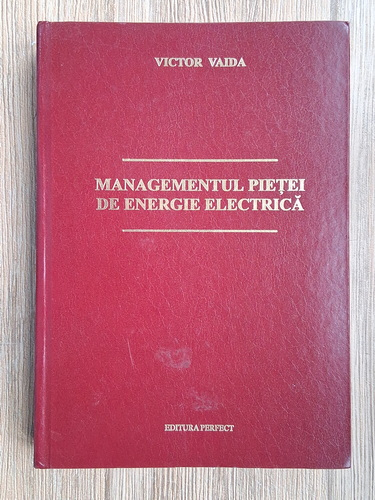 VICTOR VAIDA
MANAGEMENTUL PIEȚEI
DE ENERGIE ELECTRICĂ
EDITURA PERFECT